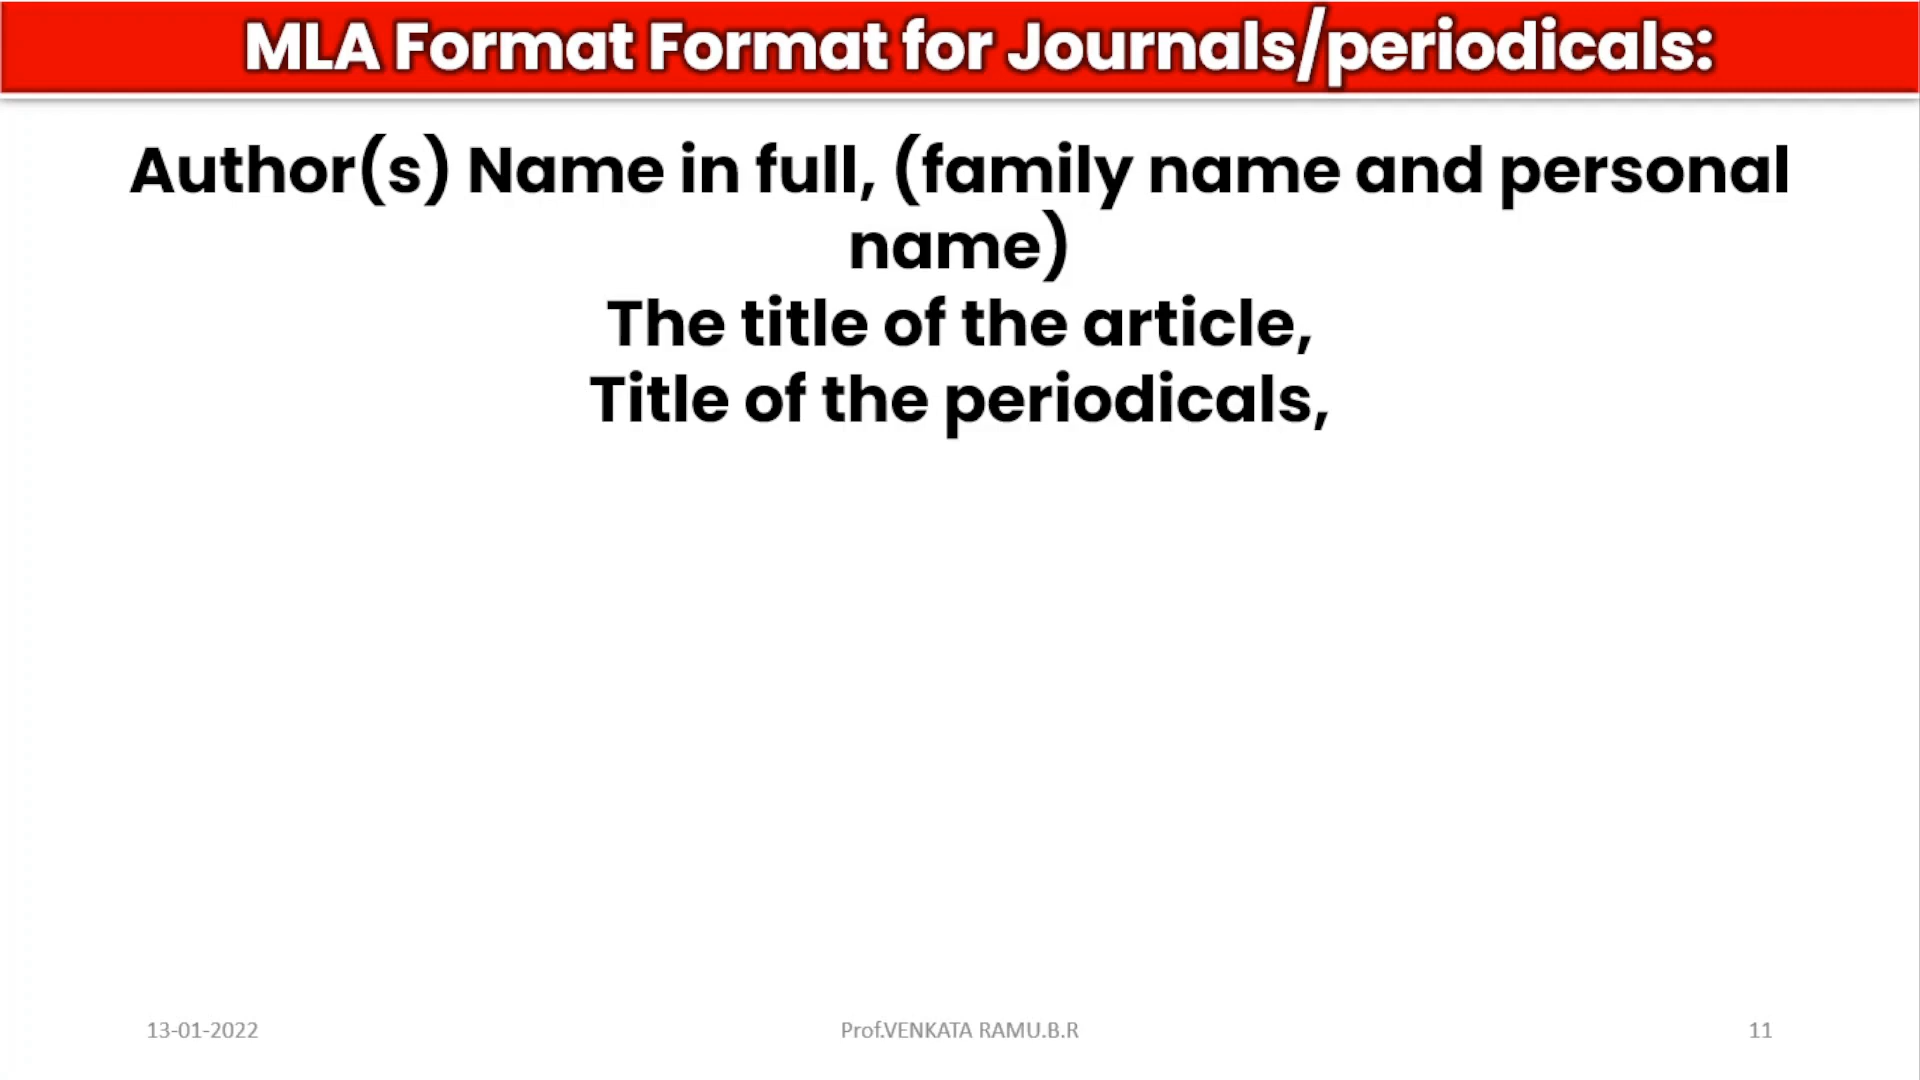 MLA Format Format for Journals/periodicals:
Author(s) Name in full, (family name and personal
name)
The title of the article,
Title of the periodicals,
13-01-2022
Prof.VENKATA RAMU.B.R
11